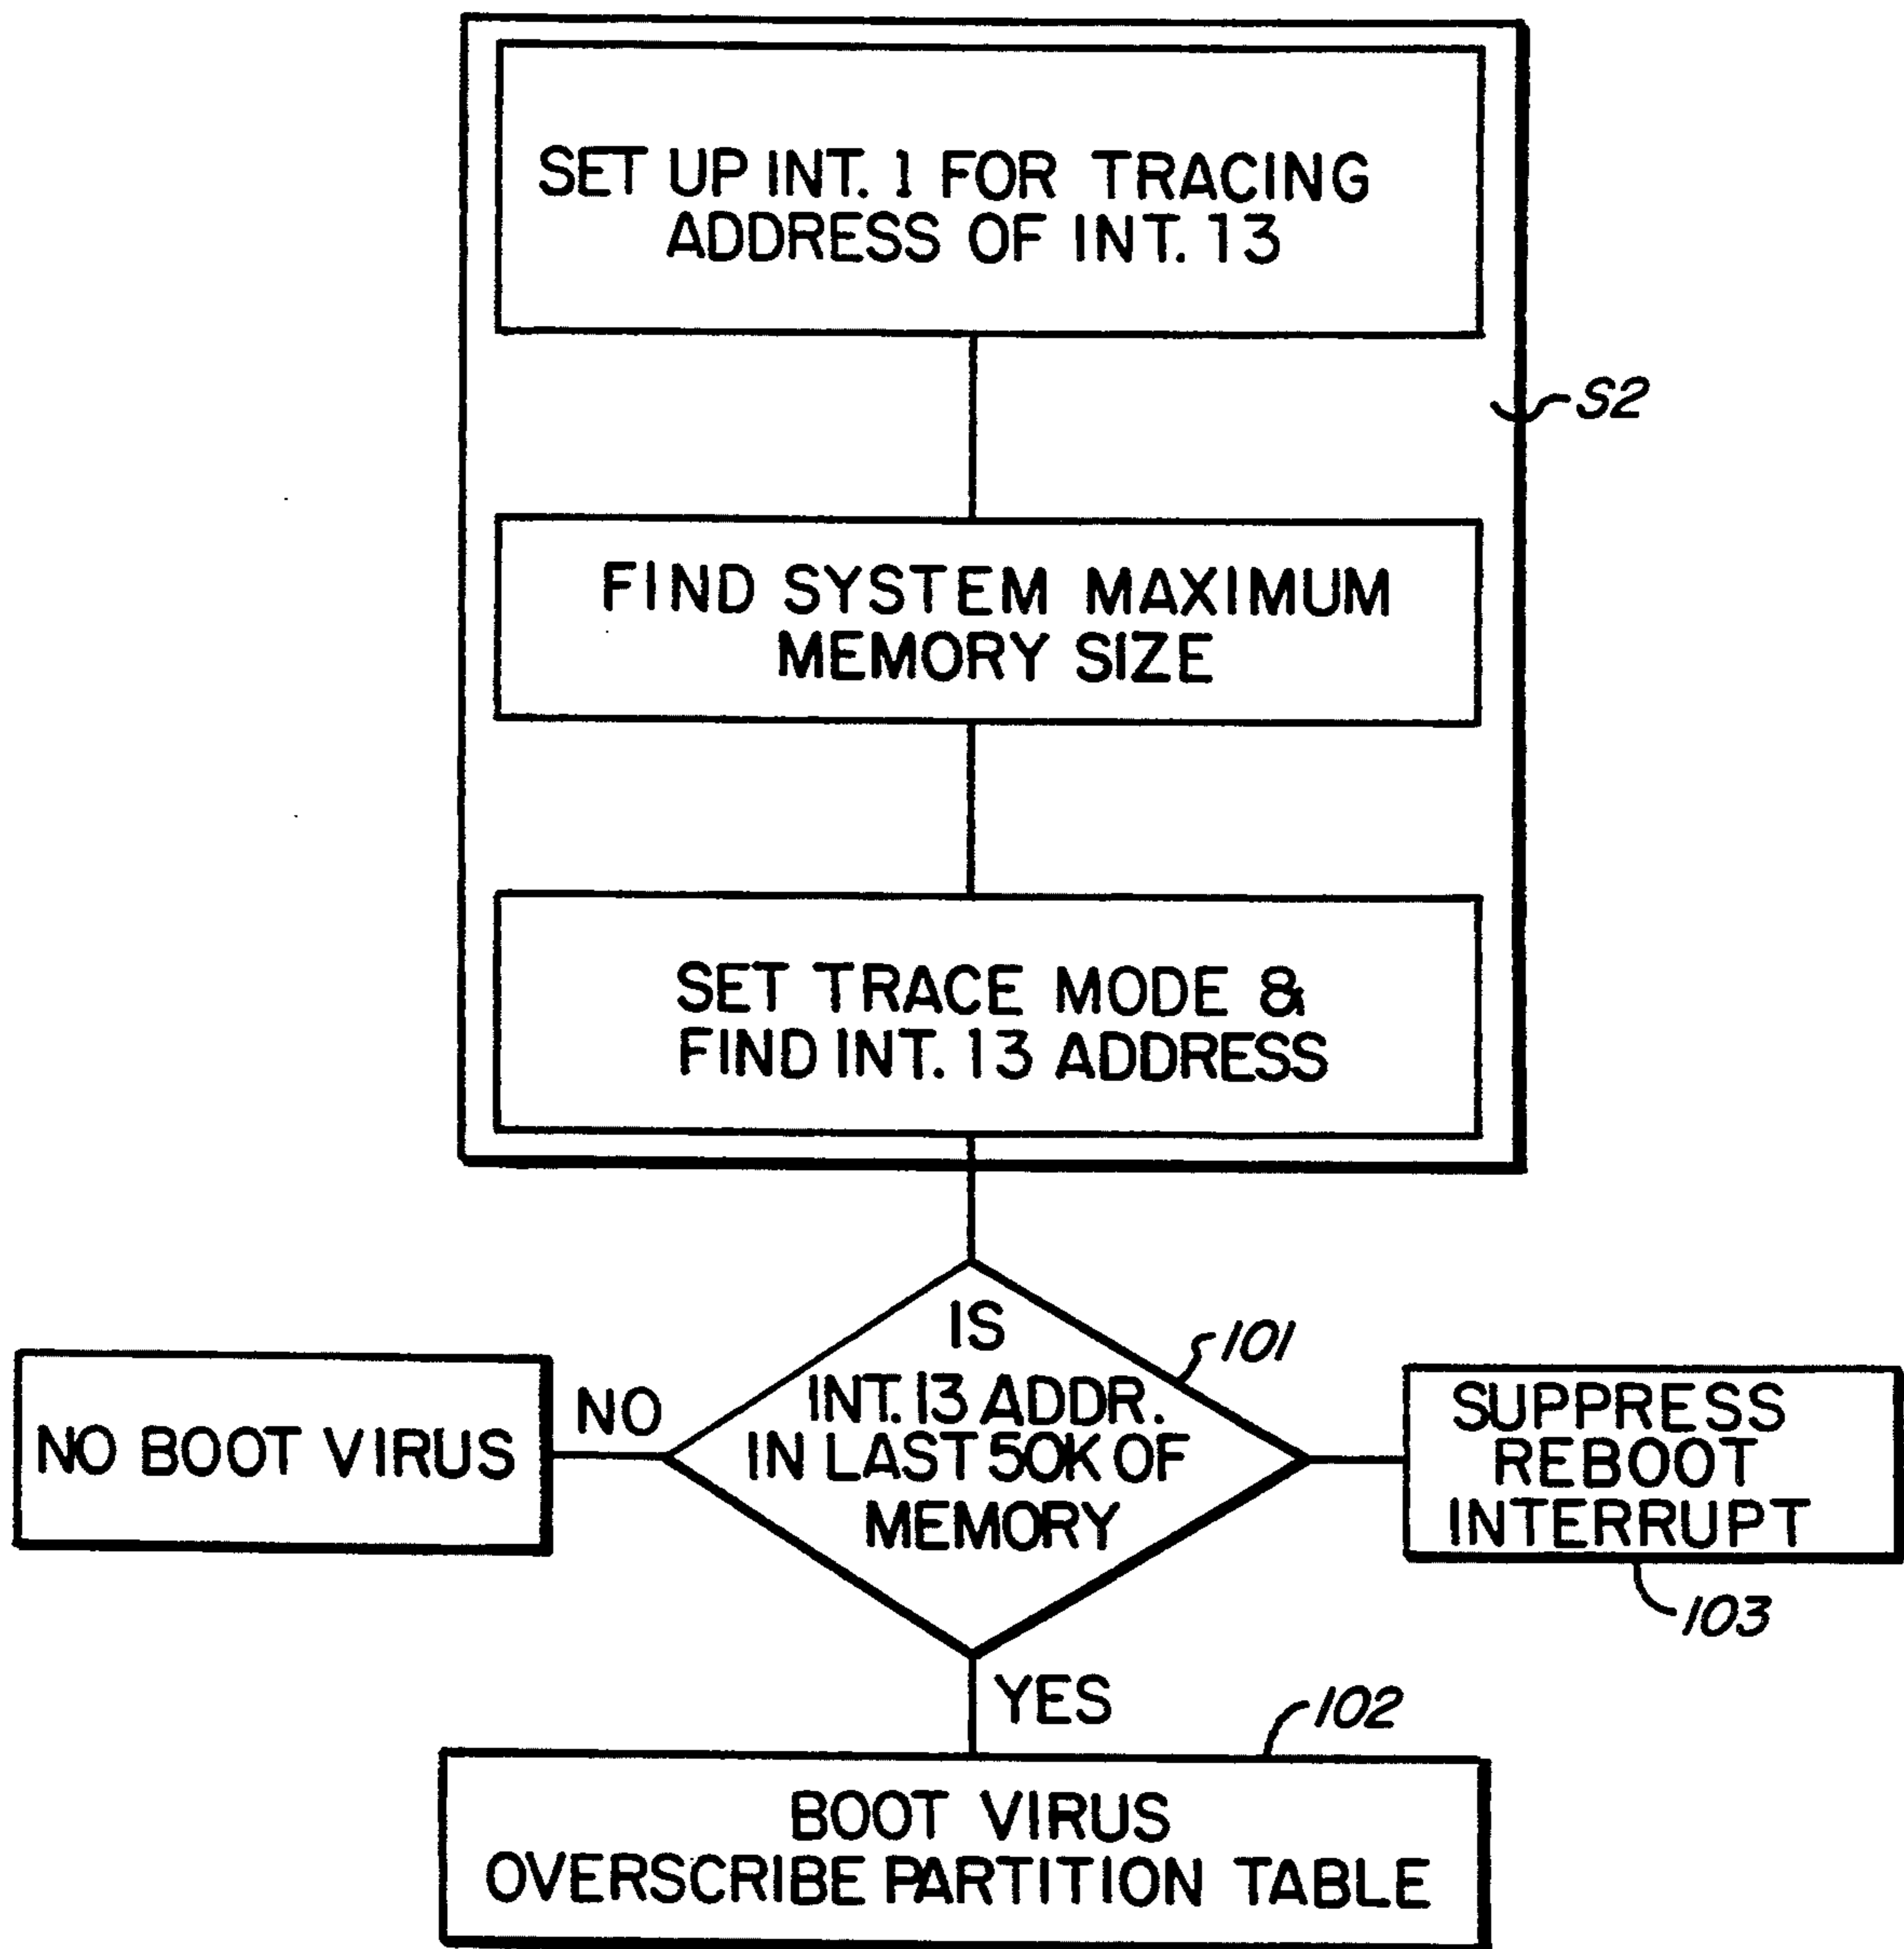 SET UP INT. 1 FOR TRACING
ADDRESS OF INT. 13
S2
FIND SYSTEM MAXIMUM
MEMORY SIZE
SET TRACE MODE &
FIND INT. 13 ADDRESS
IS
INT. 13 ADDR.
IN LAST 50K OF
MEMORY
101
NO
NO BOOT VIRUS
SUPPRESS
REBOOT
INTERRUPT
103
YES
102
BOOT VIRUS
OVERSCRIBE PARTITION TABLE